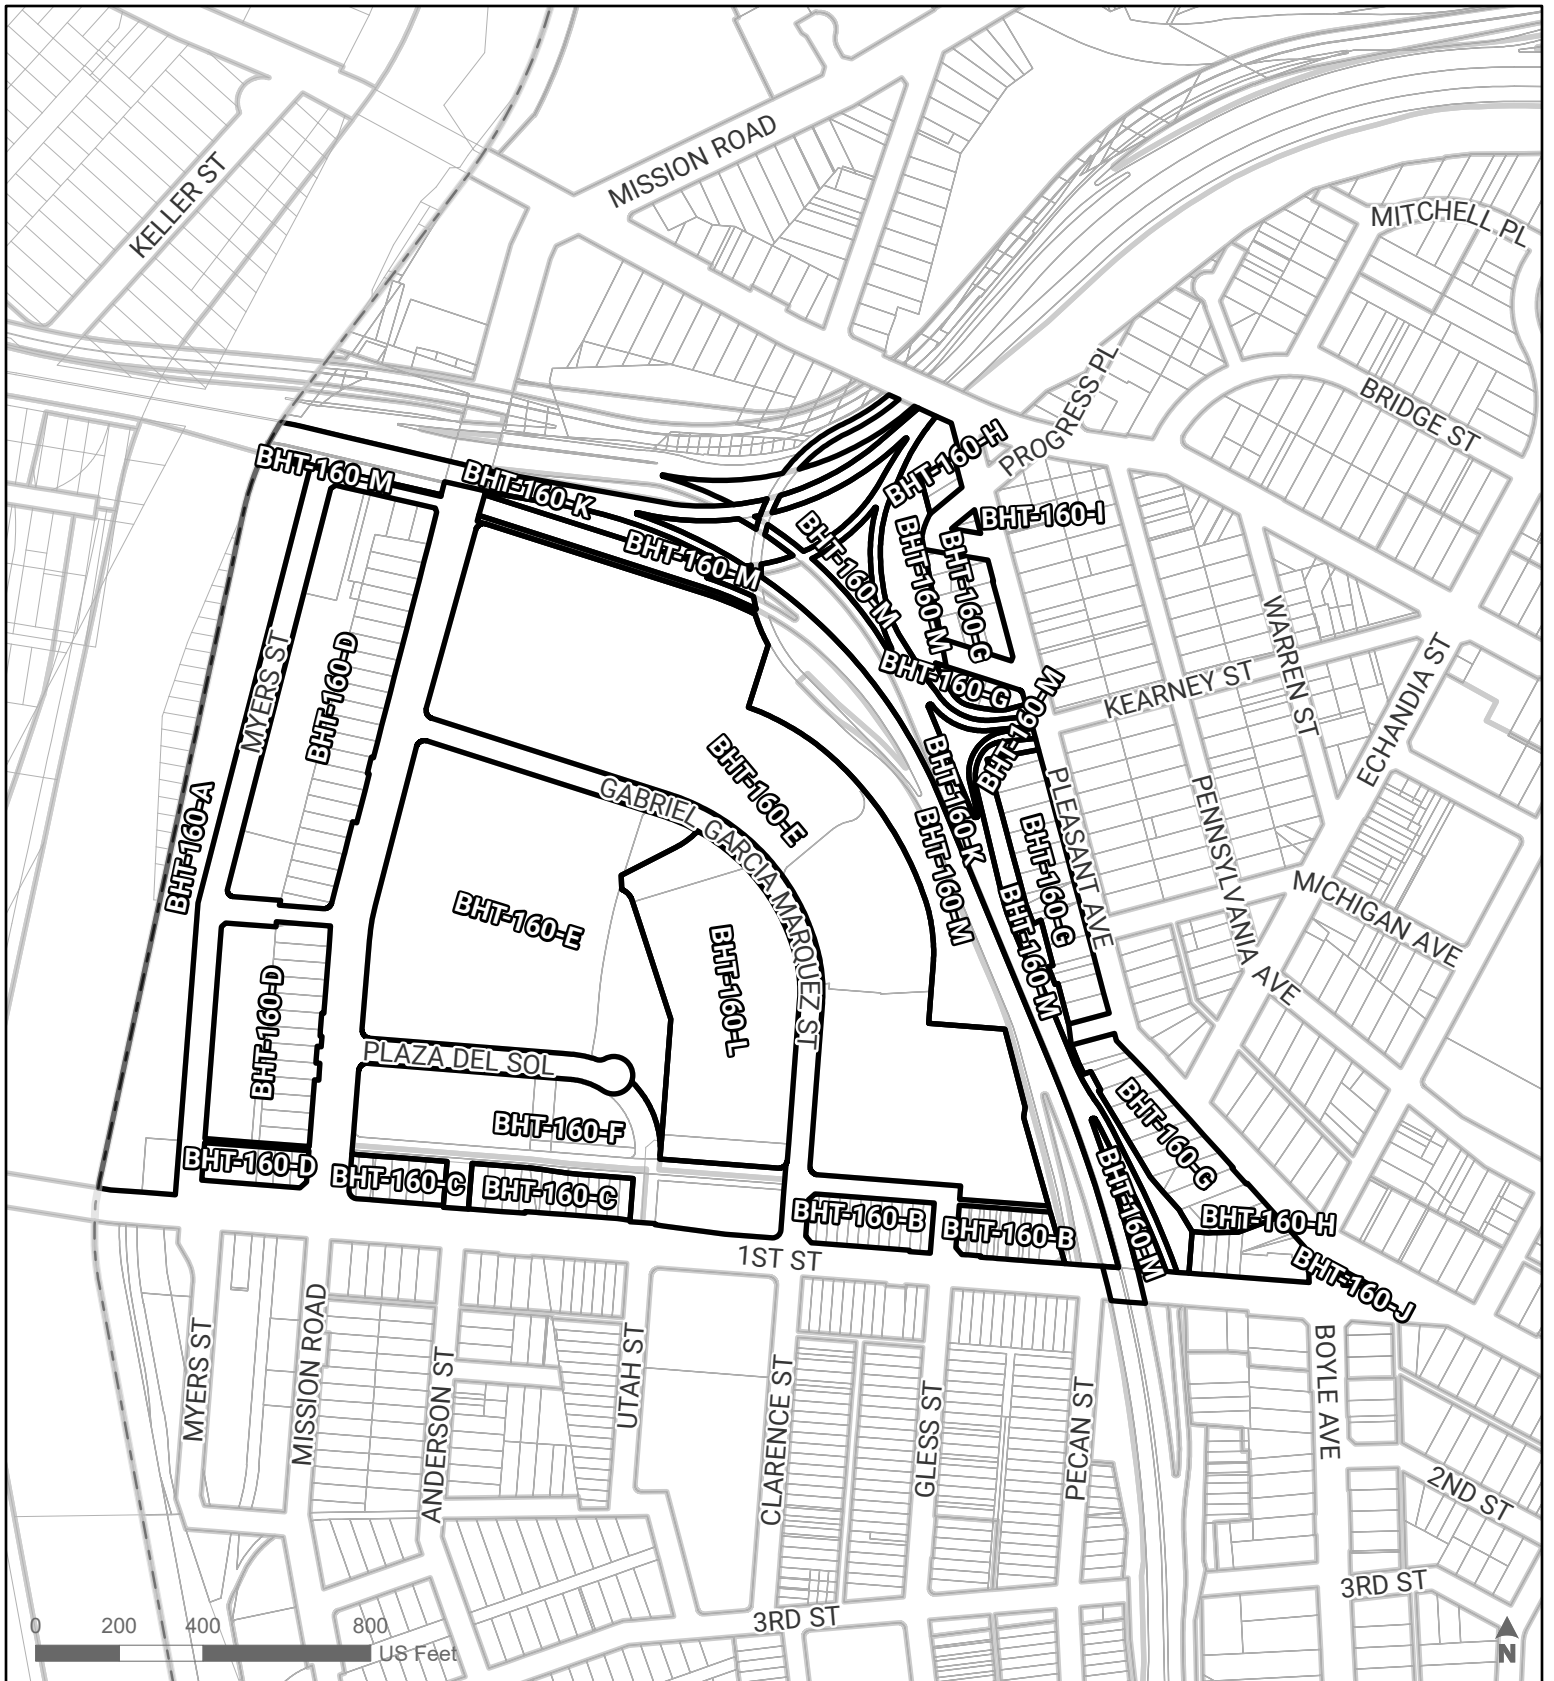 MISSION ROAD
KELLER ST
MITCHELL PL
PROGRESS PL
BRIDGE ST
BHT-160-H
BHT-160-M
BHT-160-K
BHT-160-I
BHT-160-M
BHT-160-M
BHT-160-M
BHT-160-G
WARREN ST
MYERS ST
BHT-160-D
BHT-160-G
BHT-160-M
KEARNEY ST
ECHANDIA ST
BHT-160-E
GABRIEL GARCIA MARQUEZ ST
BHT-160-K
PLEASANT AVE
PENNSYLVANIA AVE
BHT-160-A
BHT-160-M
BHT-160-G
MICHIGAN AVE
BHT-160-E
BHT-160-L
BHT-160-M
BHT-160-D
PLAZA DEL SOL
BHT-160-F
BHT-160-G
BHT-160-D
BHT-160-C
BHT-160-C
BHT-160-B
BHT-160-B
BHT-160-M
BHT-160-H
BHT-160-J
1ST ST
MYERS ST
MISSION ROAD
ANDERSON ST
UTAH ST
CLARENCE ST
GLESS ST
PECAN ST
BOYLE AVE
2ND ST
3RD ST
3RD ST
0 200 400 800
US Feet
N